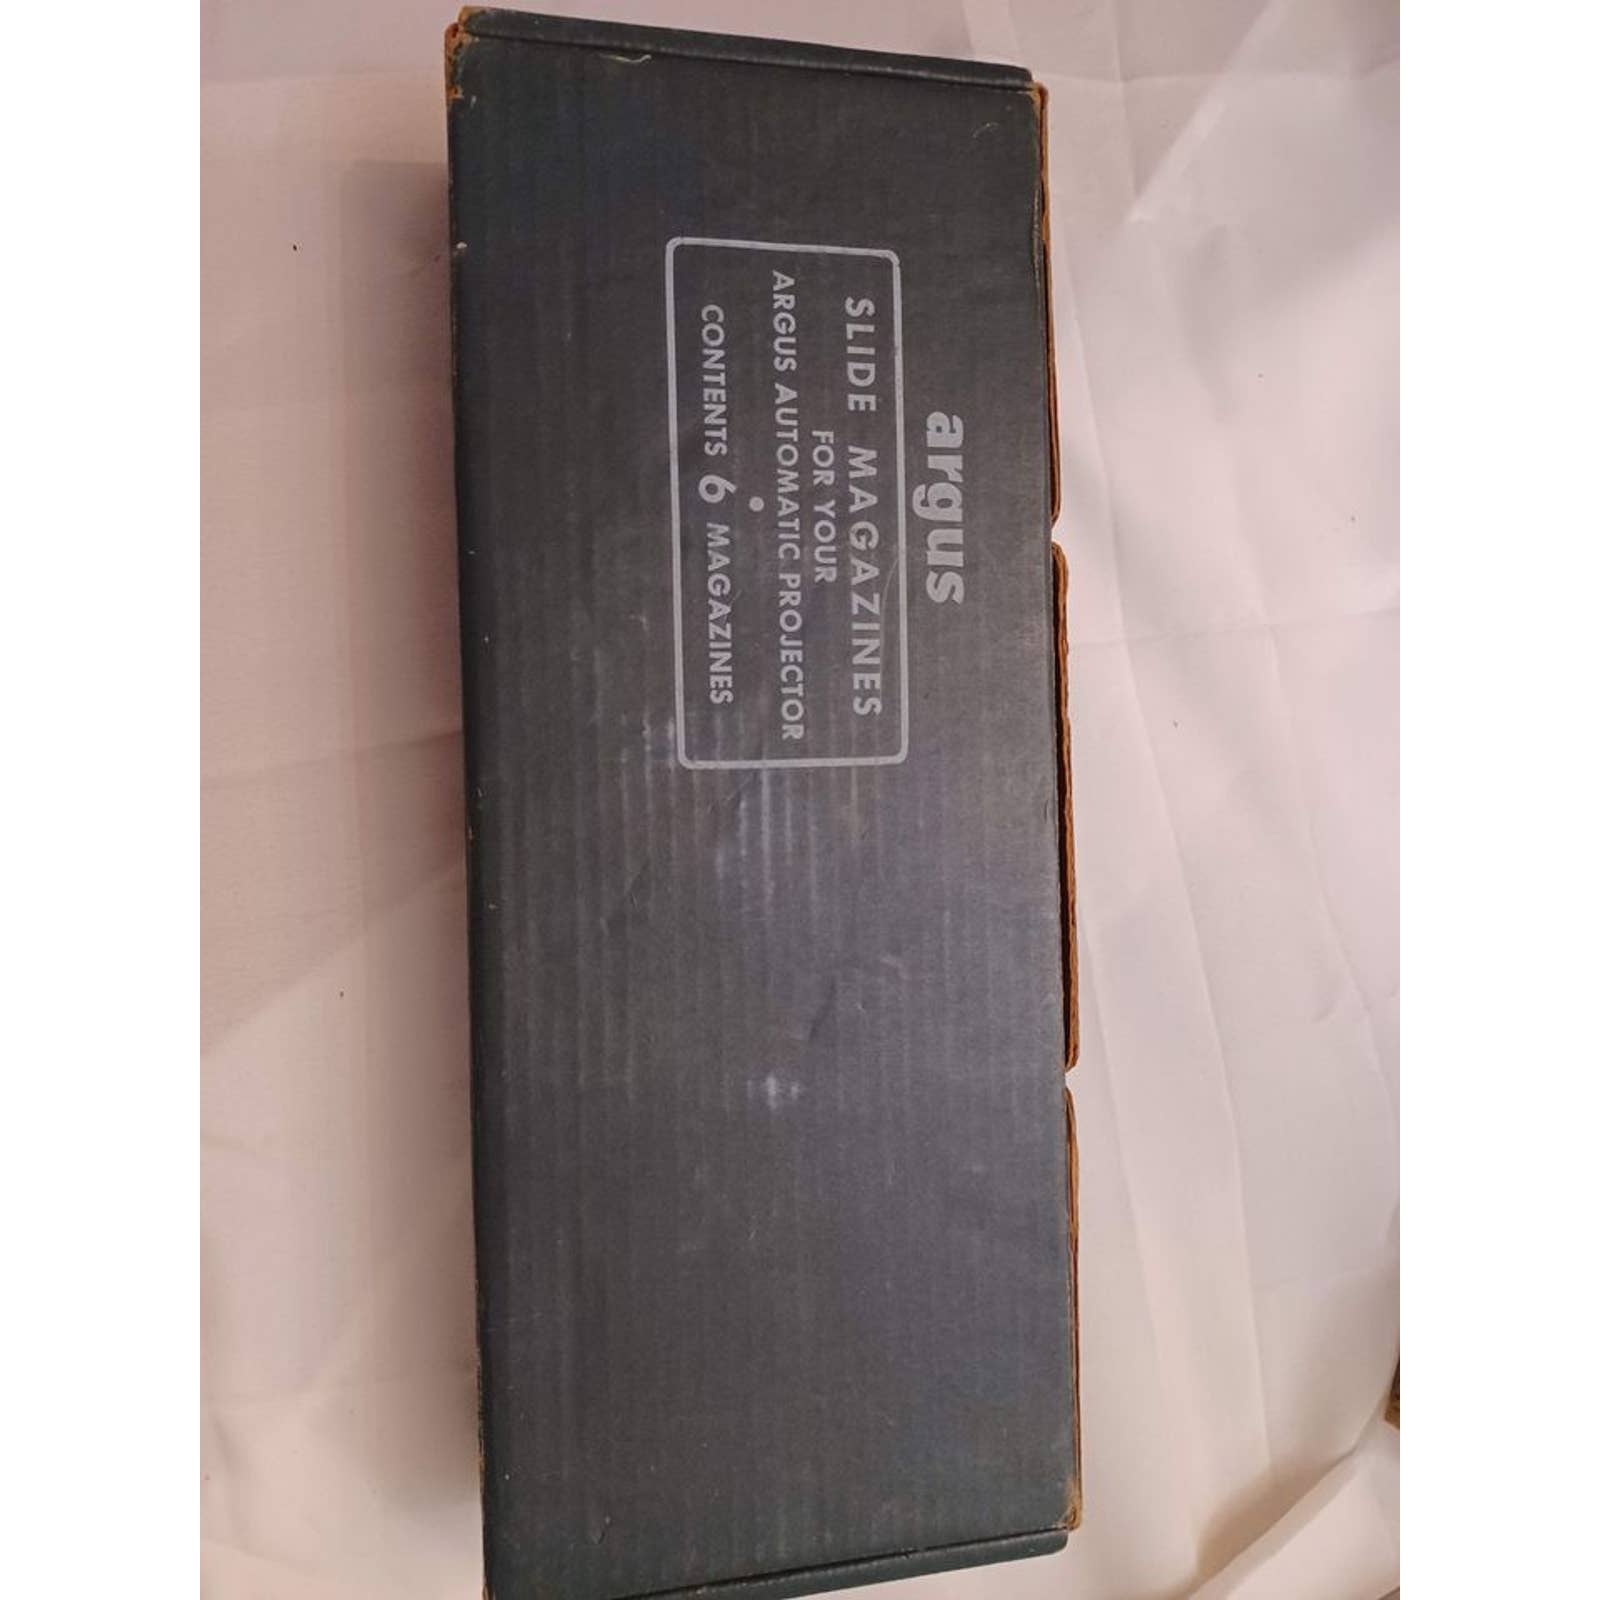 argus
SLIDE MAGAZINES
FOR YOUR
ARGUS AUTOMATIC PROJECTOR
CONTENTS 6 MAGAZINES